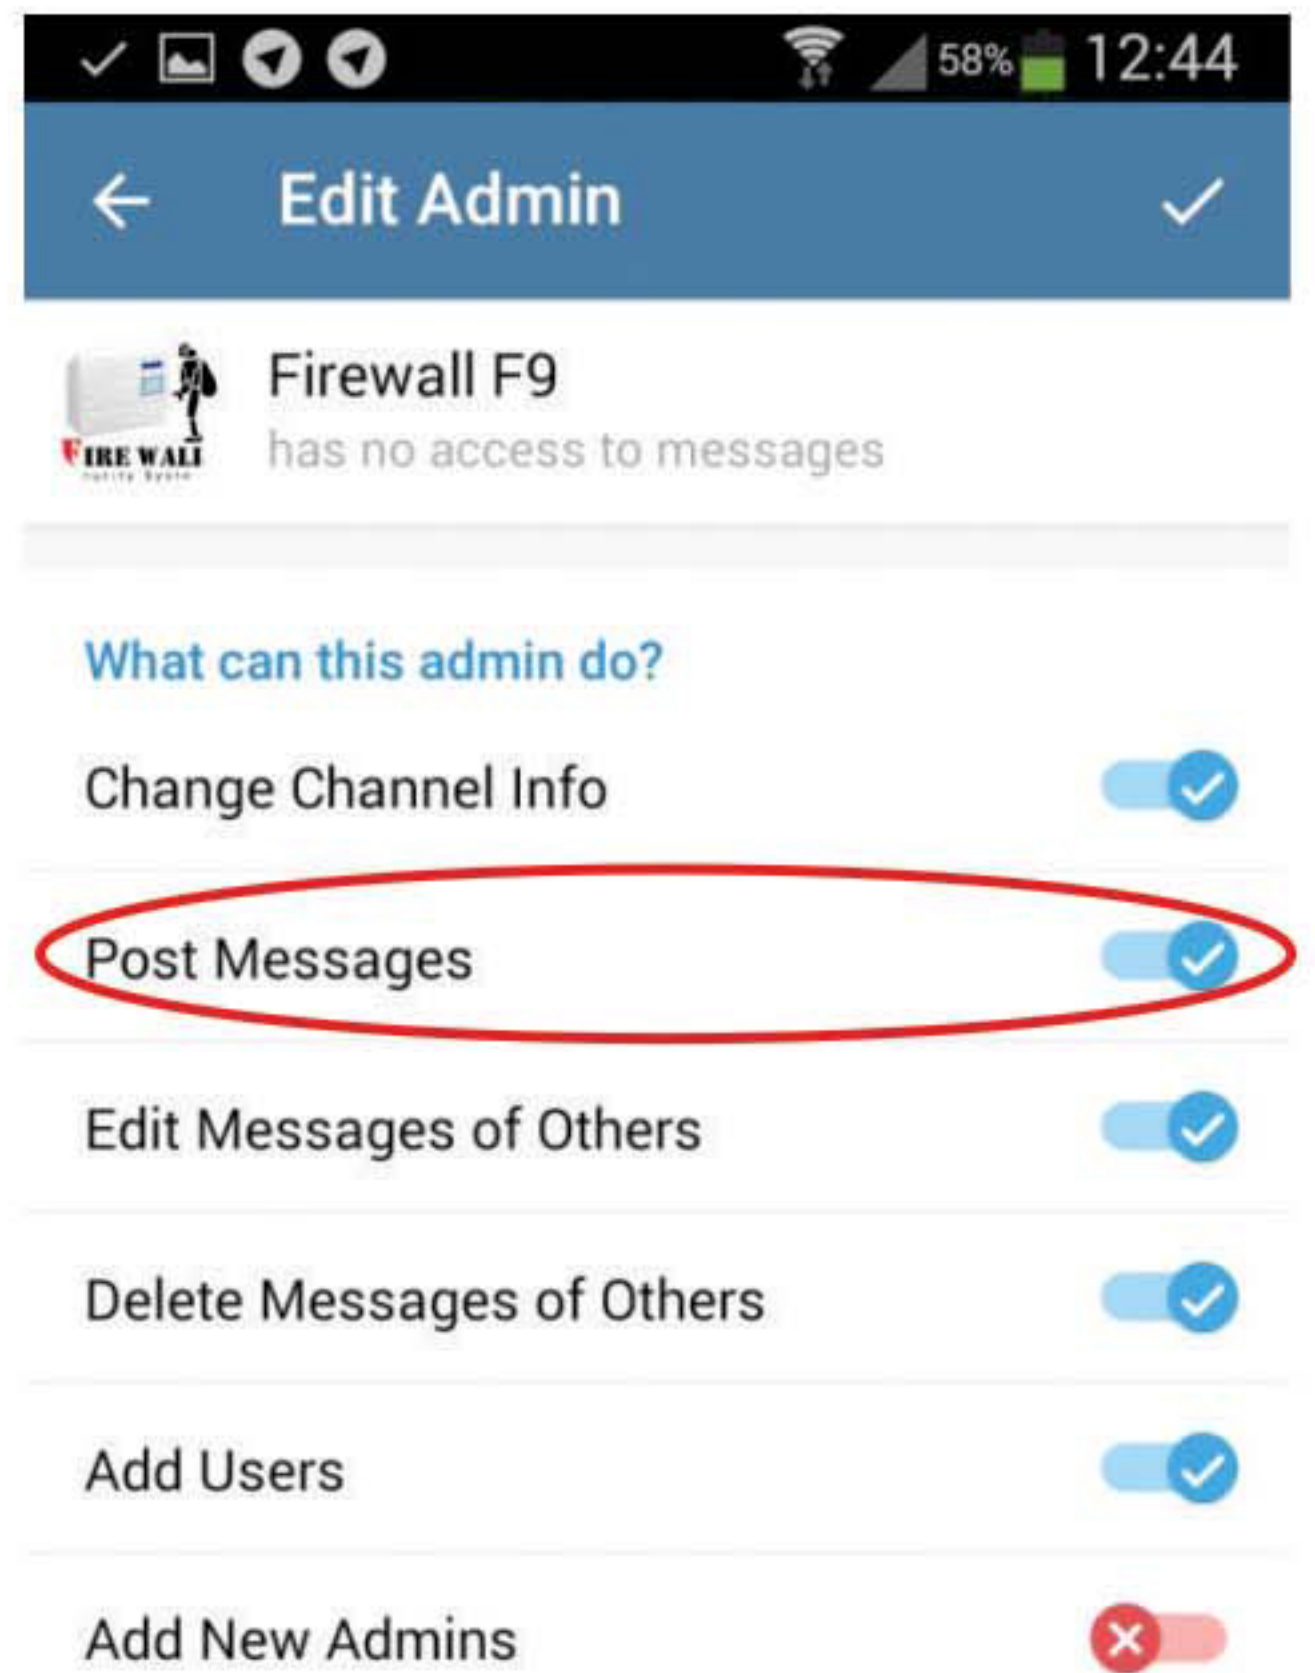 58% 12:44
Edit Admin
Firewall F9
FIRE WALL
has no access to messages
What can this admin do?
Change Channel Info
Post Messages
Edit Messages of Others
Delete Messages of Others
Add Users
Add New Admins